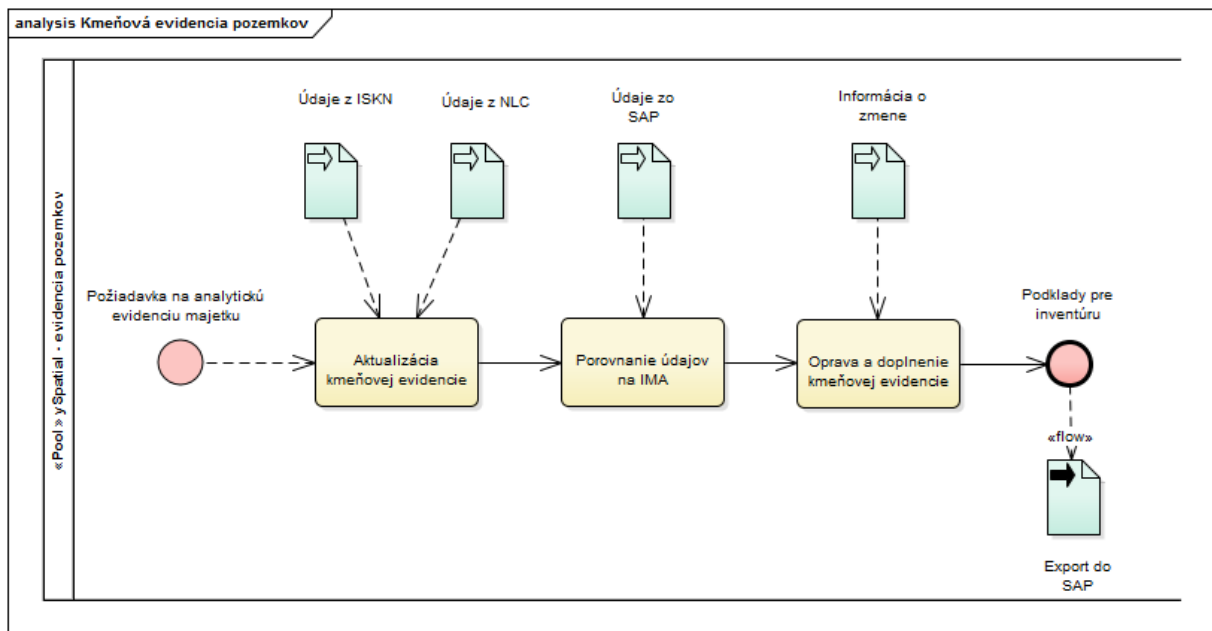 analysis Kmeňová evidencia pozemkov
«Pool» ySpatial - evidencia pozemkov
Údaje z ISKN
Údaje z NLC
Údaje zo
SAP
Informácia o
zmene
Požiadavka na analytickú
evidenciu majetku
Aktualizácia
kmeňovej evidencie
Porovnanie údajov
na IMA
Oprava a doplnenie
kmeňovej evidencie
Podklady pre
inventúru
«flow»
Export do
SAP